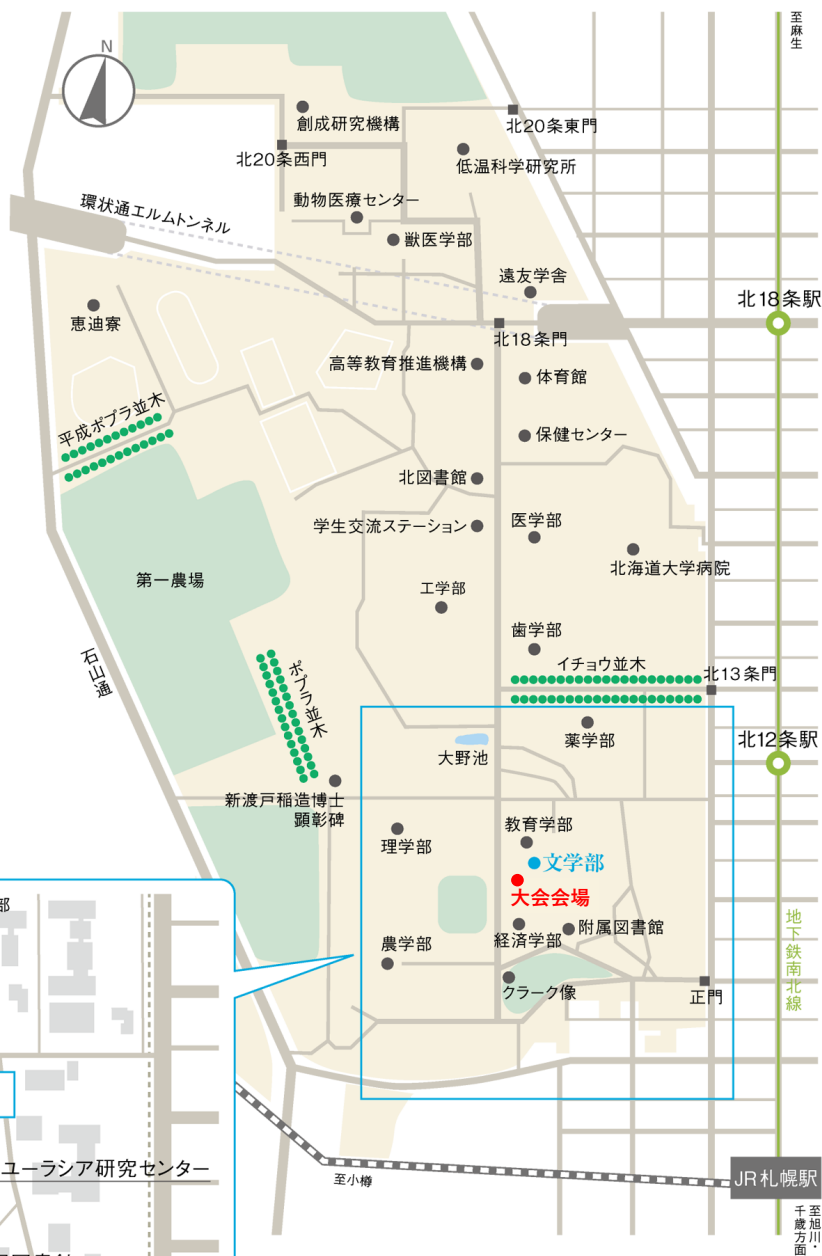 至麻生
N
創成研究機構
北20条東門
北20条西門
低温科学研究所
動物医療センター
環状通エルムトンネル
獣医学部
遠友学舎
北18条駅
恵迪寮
北18条門
高等教育推進機構
体育館
平成ポプラ並木
保健センター
北図書館
学生交流ステーション
医学部
北海道大学病院
第一農場
工学部
歯学部
イチョウ並木
石山通
ポプラ並木
北13条門
薬学部
大野池
北12条駅
新渡戸稲造博士
顕彰碑
理学部
教育学部
文学部
大会会場
部
経済学部
附属図書館
地下鉄南北線
農学部
クラーク像
正門
ユーラシア研究センター
至小樽
JR札幌駅
至旭川・
千歳方面